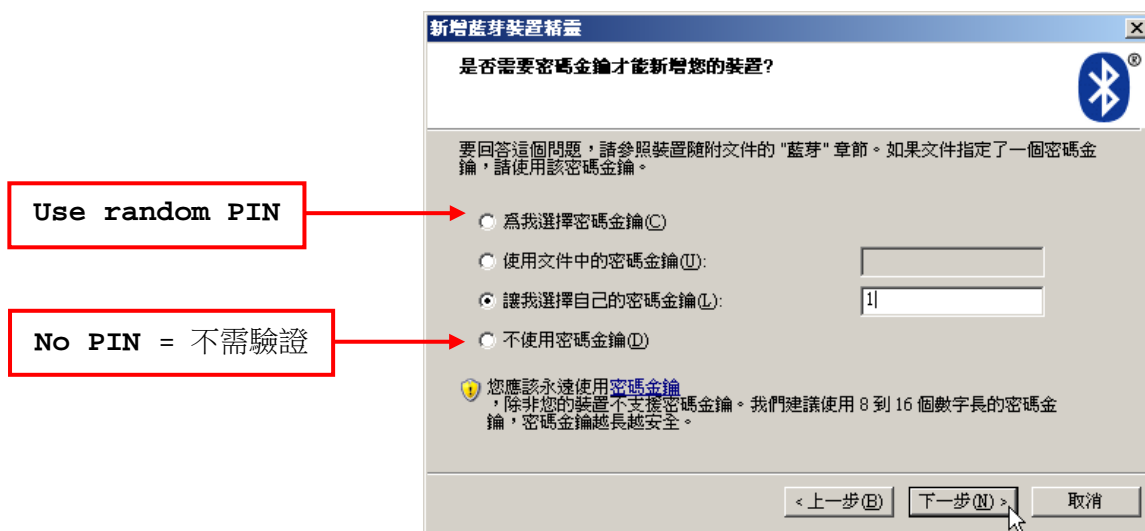 新增藍芽裝置精靈
是否需要密碼金鑰才能新增您的裝置?
®
要回答這個問題，請參照裝置隨附文件的 "藍芽" 章節。如果文件指定了一個密碼金
鑰，請使用該密碼金鑰。
Use random PIN
為我選擇密碼金鑰(C)
使用文件中的密碼金鑰(U):
讓我選擇自己的密碼金鑰(L): 1
No PIN = 不需驗證
不使用密碼金鑰(D)
您應該永遠使用密碼金鑰
，除非您的裝置不支援密碼金鑰。我們建議使用 8 到 16 個數字長的密碼金
鑰，密碼金鑰越長越安全。
<上一步(B) 下一步(N)> 取消